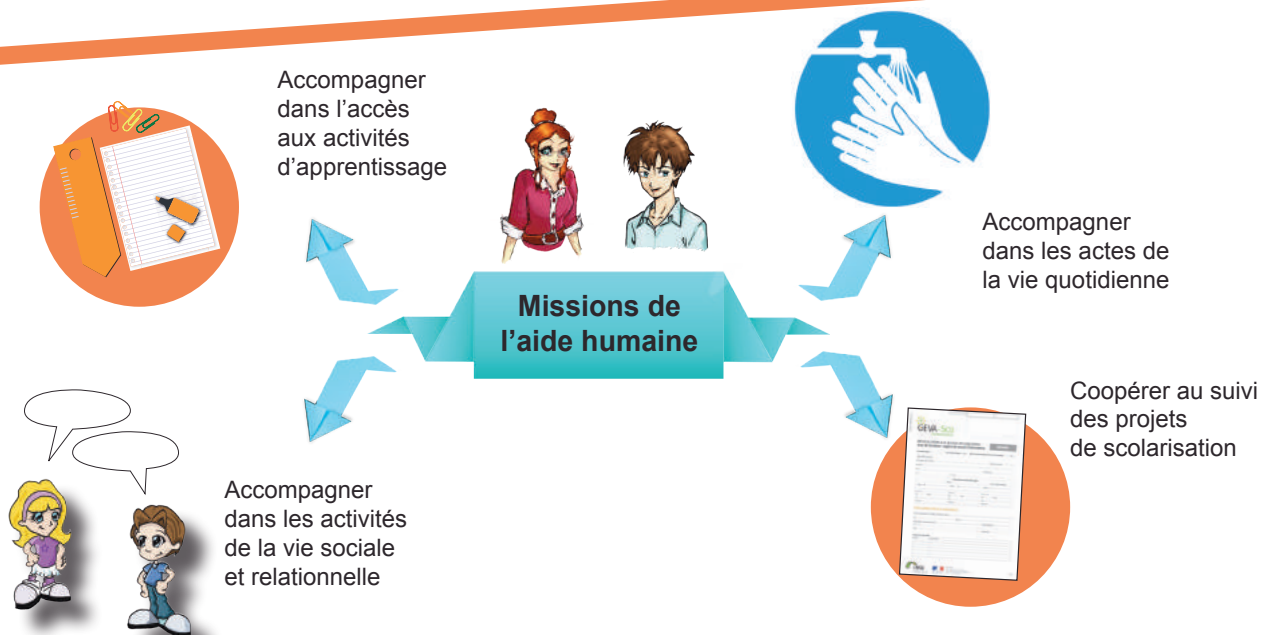 Accompagner
dans l’accès
aux activités
d’apprentissage
Accompagner
dans les actes de
la vie quotidienne
Missions de
l’aide humaine
Coopérer au suivi
des projets
de scolarisation
Accompagner
dans les activités
de la vie sociale
et relationnelle
GEVA-Sco